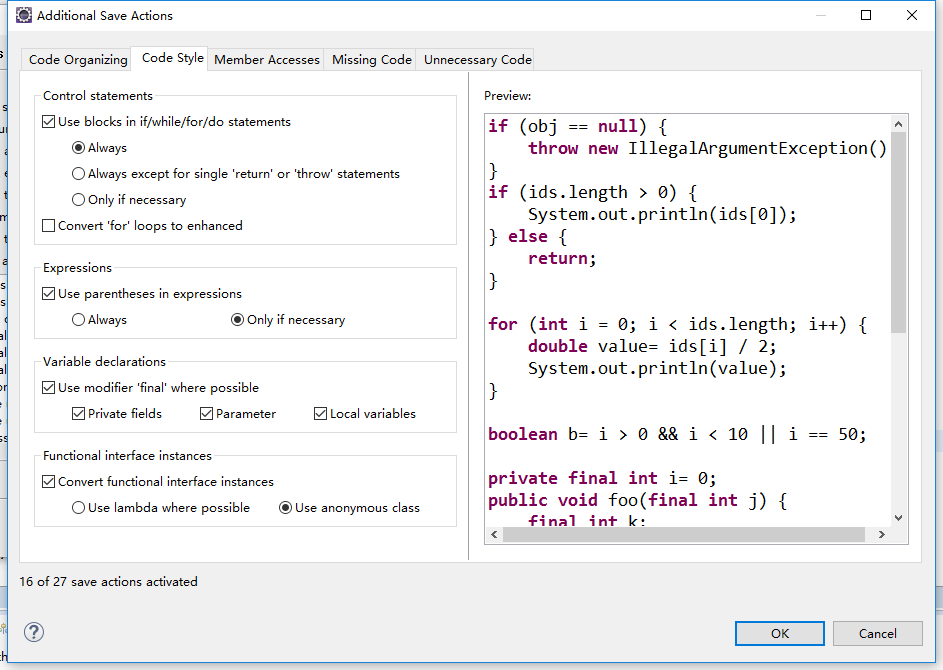 Additional Save Actions
Code Organizing
Code Style
Member Accesses
Missing Code
Unnecessary Code
Control statements
Use blocks in if/while/for/do statements
Always
Always except for single 'return' or 'throw' statements
Only if necessary
Convert 'for' loops to enhanced
Expressions
Use parentheses in expressions
Always
Only if necessary
Variable declarations
Use modifier 'final' where possible
Private fields
Parameter
Local variables
Functional interface instances
Convert functional interface instances
Use lambda where possible
Use anonymous class
Preview:
if (obj == null) {
    throw new IllegalArgumentException()
}
if (ids.length > 0) {
    System.out.println(ids[0]);
} else {
    return;
}
for (int i = 0; i < ids.length; i++) {
    double value= ids[i] / 2;
    System.out.println(value);
}
boolean b= i > 0 && i < 10 || i == 50;
private final int i= 0;
public void foo(final int j) {
    final int k;
16 of 27 save actions activated
?
OK
Cancel